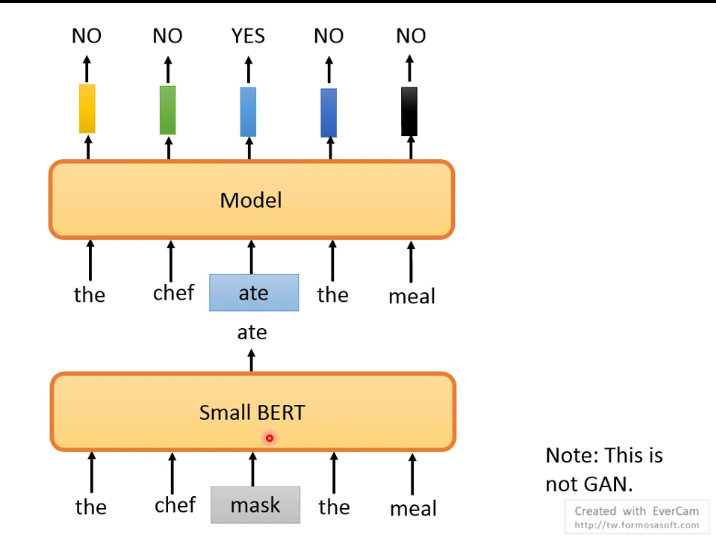 NO NO YES NO NO
Model
the chef ate the meal
ate
Small BERT
the chef mask the meal
Note: This is
not GAN.
Created with EverCam
http://tw.formosasoft.com